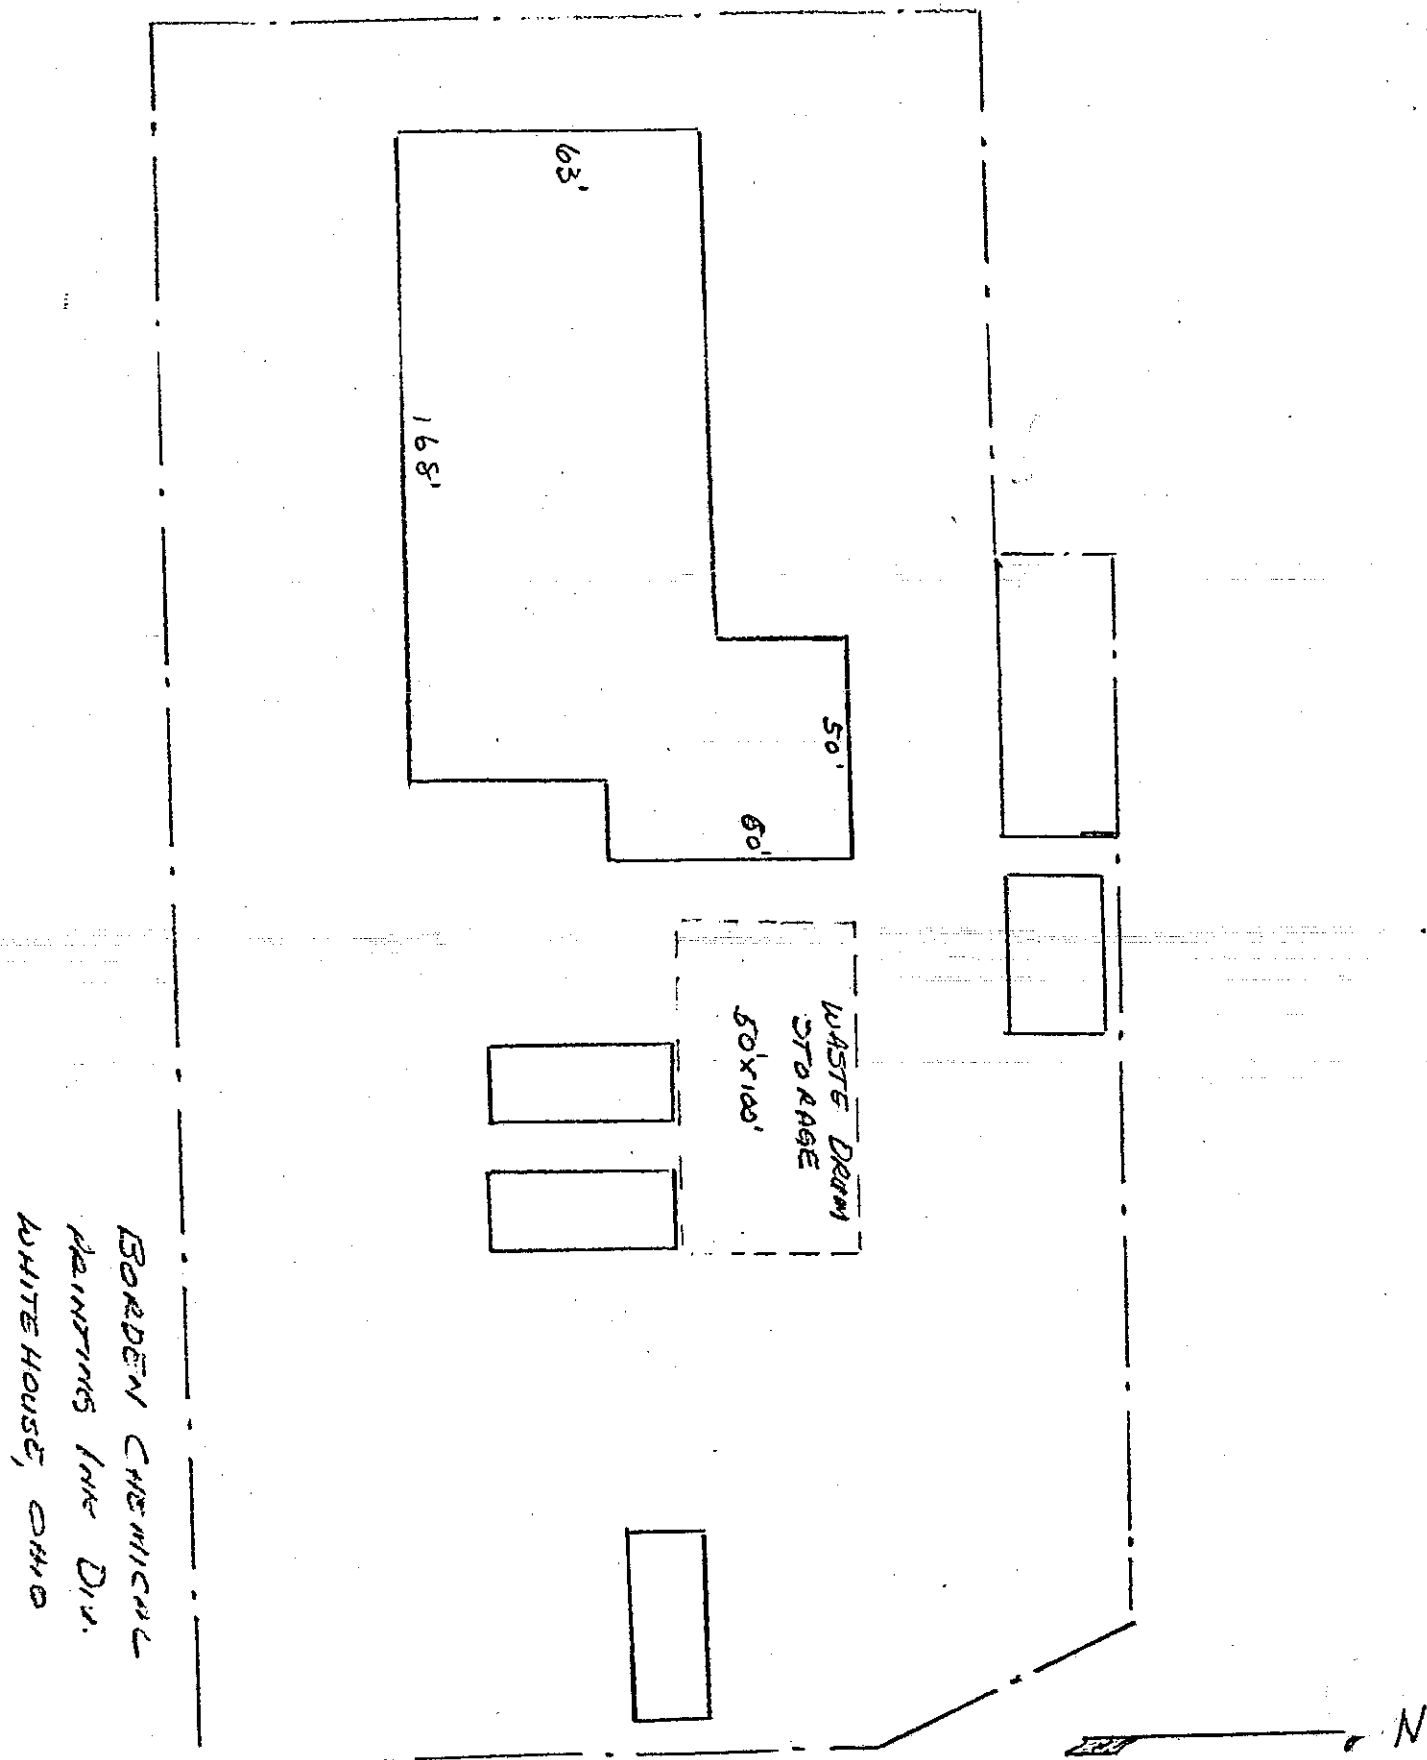 63'
168'
50'
60'
WASTE DRUM
STORAGE
50'X100'
BORDEN CHEMICAL
PRINTING INK DIV.
WHITEHOUSE, OHIO
N